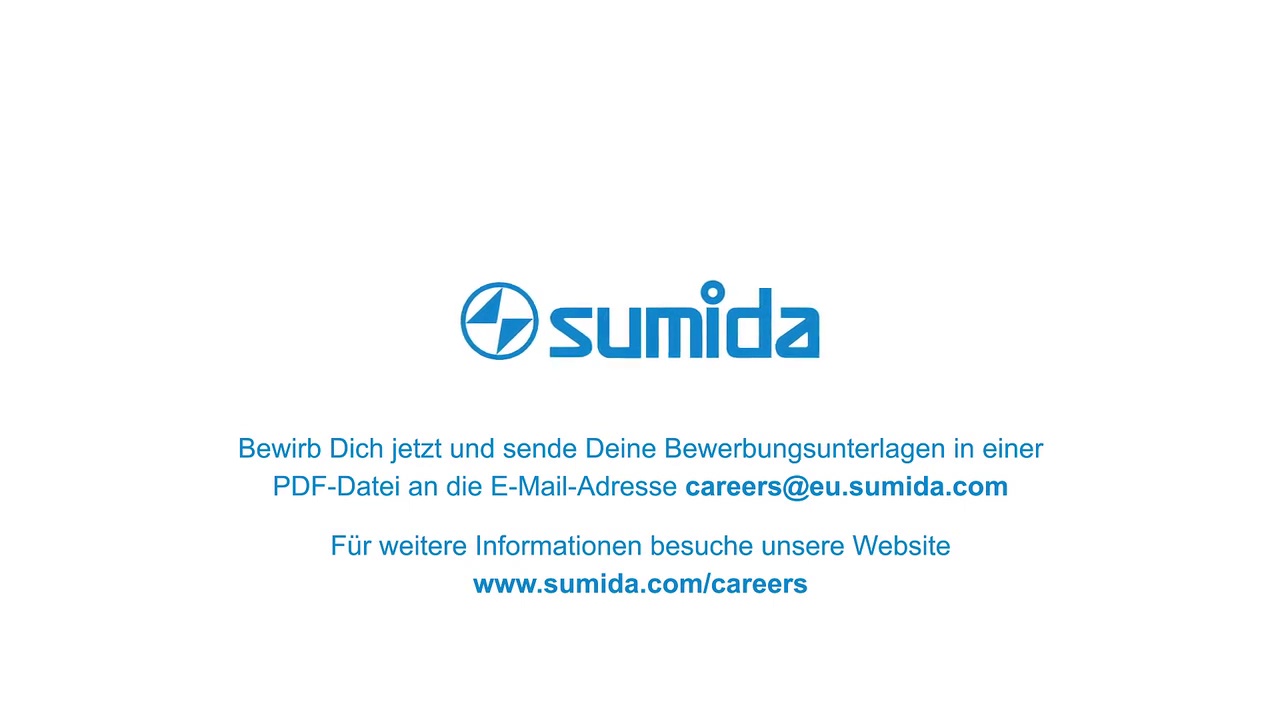 sumida
Bewirb Dich jetzt und sende Deine Bewerbungsunterlagen in einer
PDF-Datei an die E-Mail-Adresse careers@eu.sumida.com
Für weitere Informationen besuche unsere Website
www.sumida.com/careers